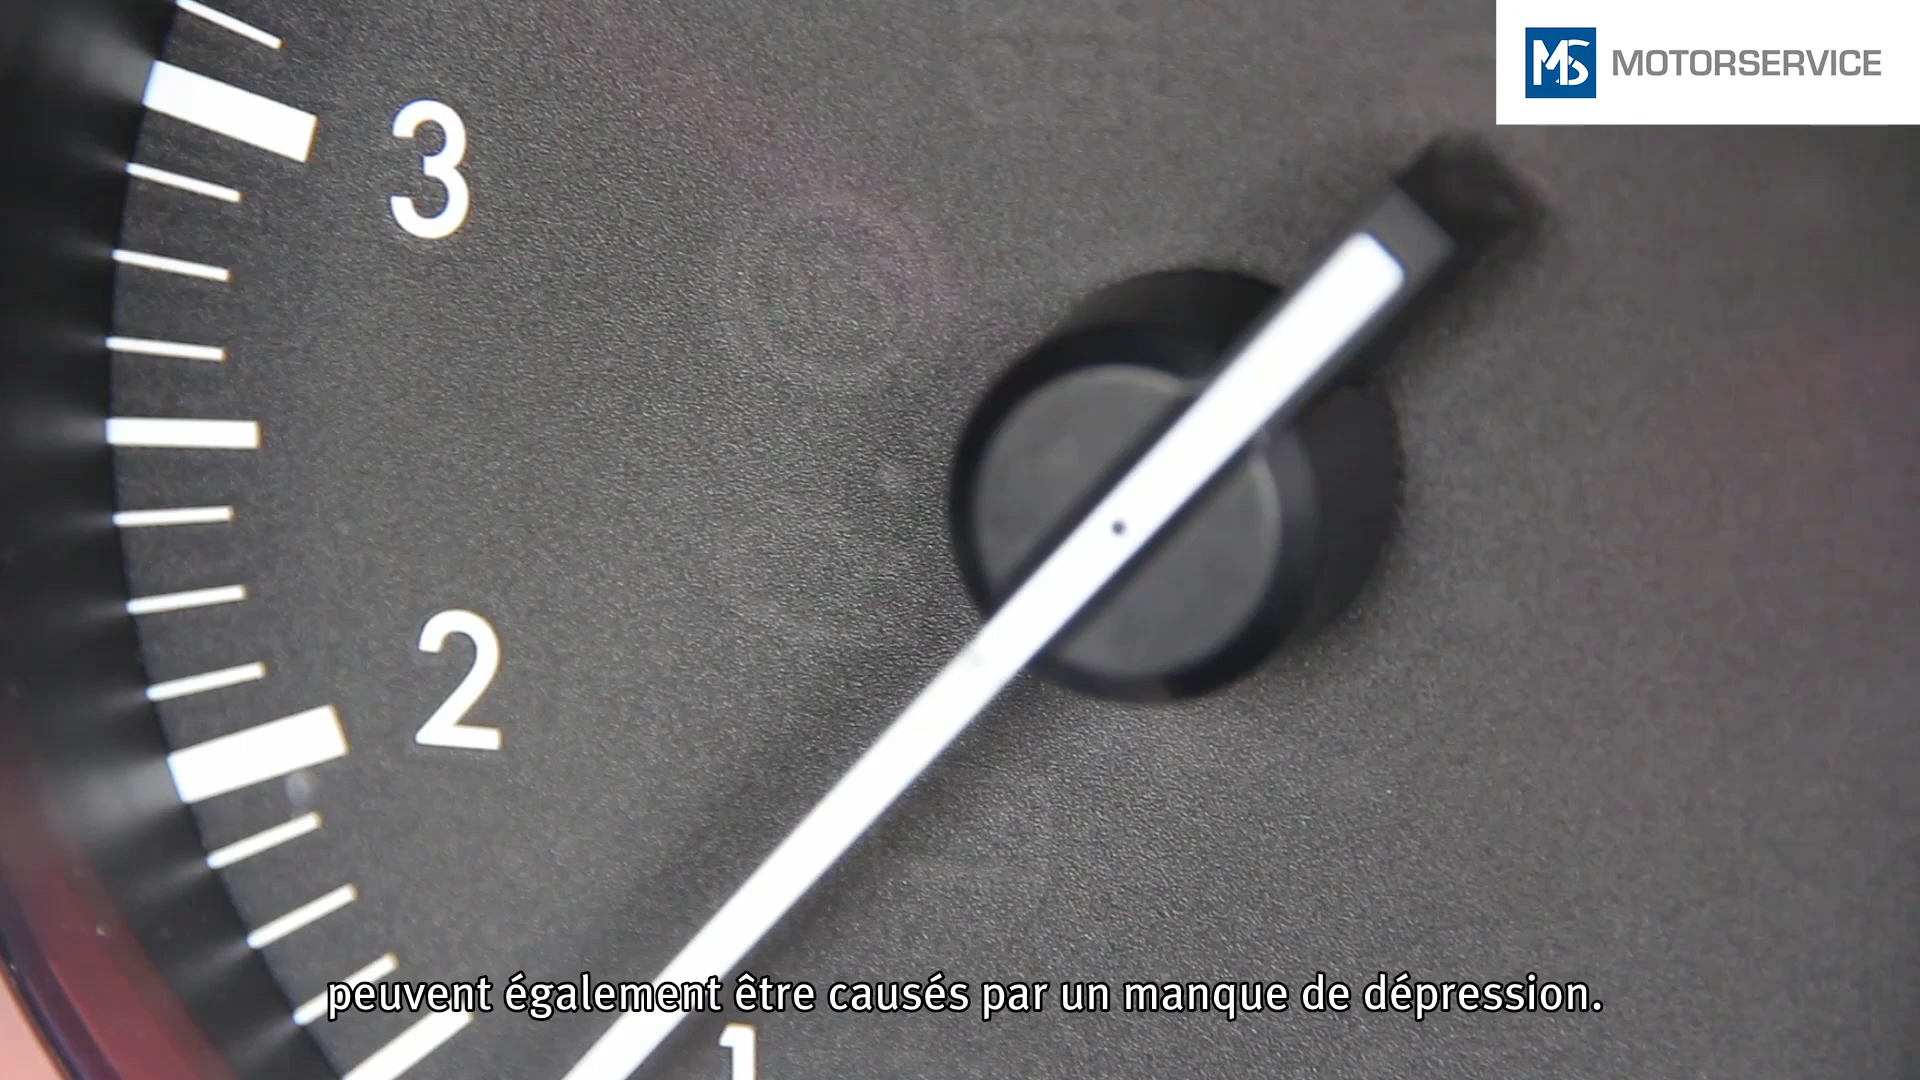 MS MOTORSERVICE
3
2
1
peuvent également être causés par un manque de dépression.